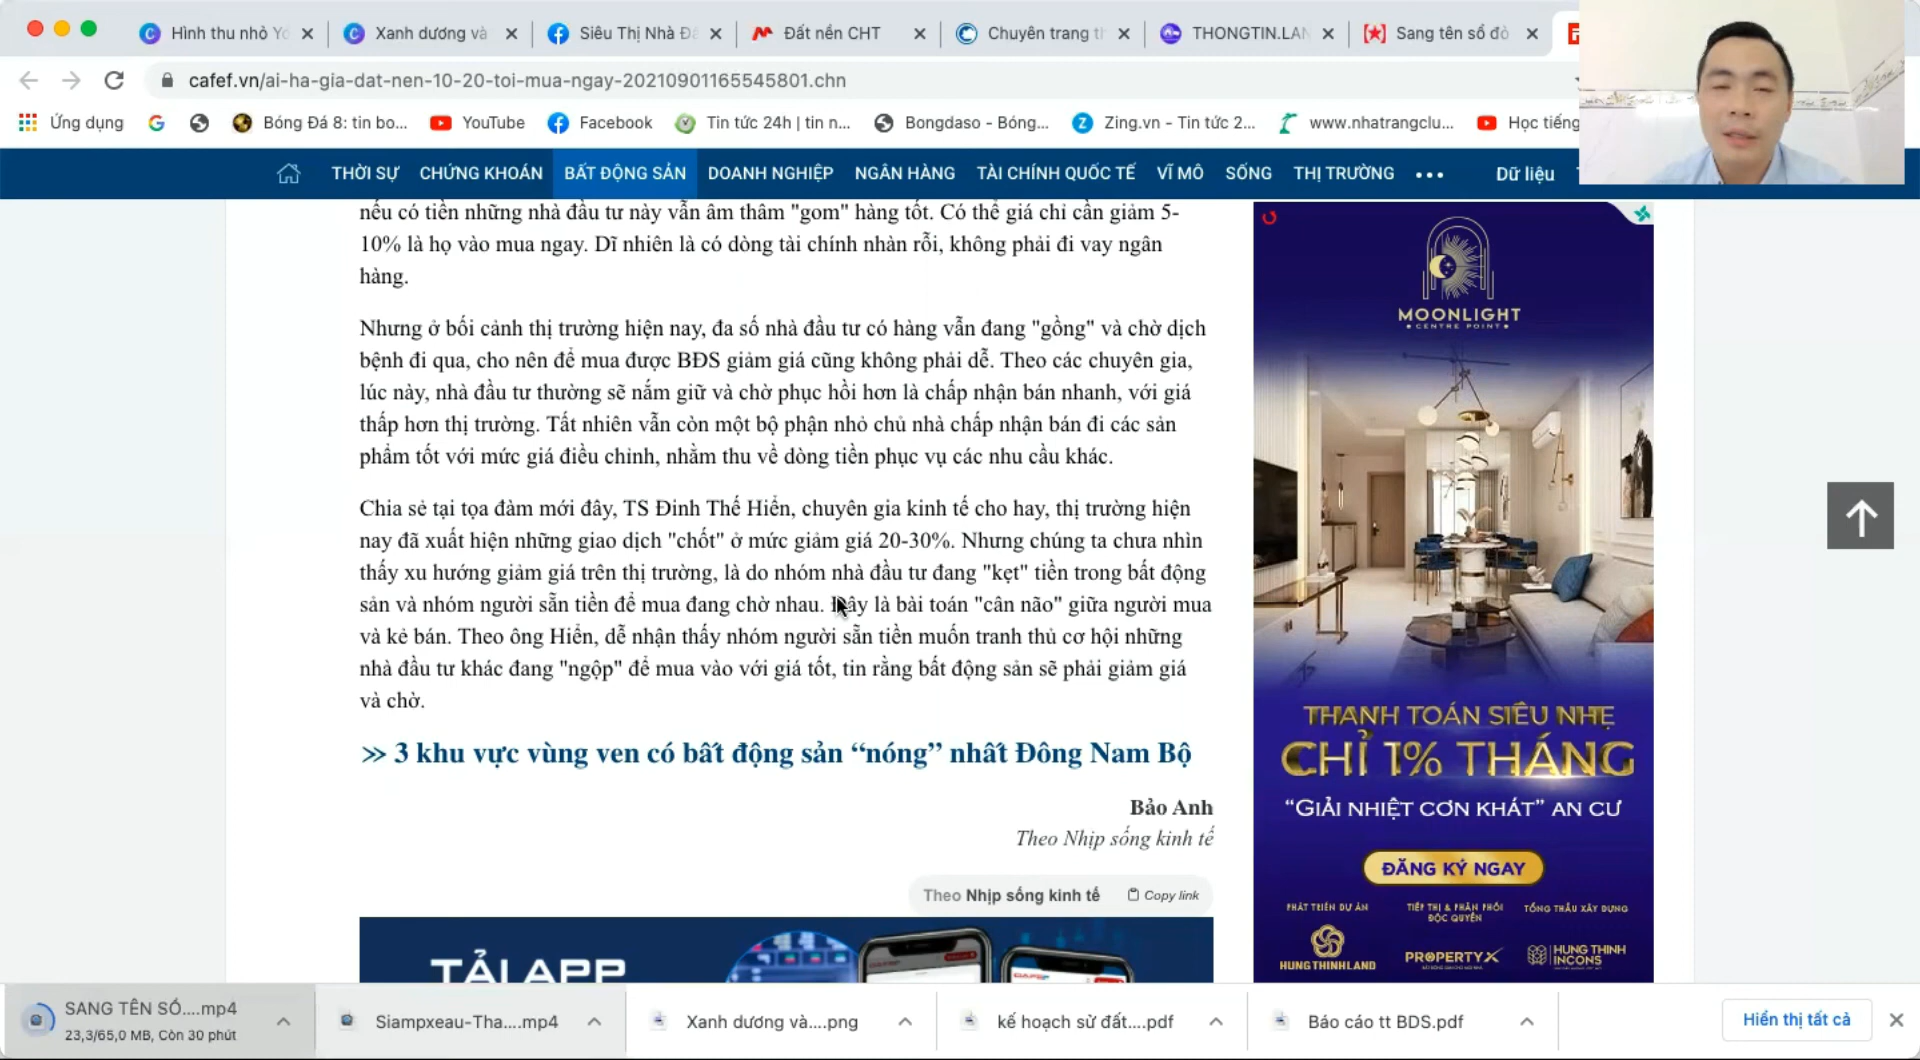 Hình thu nhỏ Yo
Xanh dương và
Siêu Thị Nhà Đấ
Đất nền CHT
Chuyên trang th
THONGTIN.LAN
Sang tên sổ đỏ
cafef.vn/ai-ha-gia-dat-nen-10-20-toi-mua-ngay-20210901165545801.chn
Ứng dụng
Bóng Đá 8: tin bo...
YouTube
Facebook
Tin tức 24h | tin n...
Bongdaso - Bóng...
Zing.vn - Tin tức 2...
www.nhatrangclu...
Học tiếng
THỜI SỰ
CHỨNG KHOÁN
BẤT ĐỘNG SẢN
DOANH NGHIỆP
NGÂN HÀNG
TÀI CHÍNH QUỐC TẾ
VĨ MÔ
SỐNG
THỊ TRƯỜNG
Dữ liệu
nếu có tiền những nhà đầu tư này vẫn âm thâm "gom" hàng tốt. Có thể giá chỉ cần giảm 5-
10% là họ vào mua ngay. Dĩ nhiên là có dòng tài chính nhàn rỗi, không phải đi vay ngân
hàng.
Nhưng ở bối cảnh thị trường hiện nay, đa số nhà đầu tư có hàng vẫn đang "gồng" và chờ dịch
bệnh đi qua, cho nên để mua được BĐS giảm giá cũng không phải dễ. Theo các chuyên gia,
lúc này, nhà đầu tư thường sẽ nắm giữ và chờ phục hồi hơn là chấp nhận bán nhanh, với giá
thấp hơn thị trường. Tất nhiên vẫn còn một bộ phận nhỏ chủ nhà chấp nhận bán đi các sản
phẩm tốt với mức giá điều chỉnh, nhằm thu về dòng tiền phục vụ các nhu cầu khác.
Chia sẻ tại tọa đàm mới đây, TS Đinh Thế Hiển, chuyên gia kinh tế cho hay, thị trường hiện
nay đã xuất hiện những giao dịch "chốt" ở mức giảm giá 20-30%. Nhưng chúng ta chưa nhìn
thấy xu hướng giảm giá trên thị trường, là do nhóm nhà đầu tư đang "kẹt" tiền trong bất động
sản và nhóm người sẵn tiền để mua đang chờ nhau. Đây là bài toán "cân não" giữa người mua
và kẻ bán. Theo ông Hiển, dễ nhận thấy nhóm người sẵn tiền muốn tranh thủ cơ hội những
nhà đầu tư khác đang "ngộp" để mua vào với giá tốt, tin rằng bất động sản sẽ phải giảm giá
và chờ.
>> 3 khu vực vùng ven có bất động sản “nóng” nhất Đông Nam Bộ
Bảo Anh
Theo Nhịp sống kinh tế
Theo Nhịp sống kinh tế
Copy link
TẢI APP
MOONLIGHT
CENTRE POINT
THANH TOÁN SIÊU NHẸ
CHỈ 1% THÁNG
“GIẢI NHIỆT CƠN KHÁT” AN CƯ
ĐĂNG KÝ NGAY
PHÁT TRIỂN DỰ ÁN
TIẾP THỊ & PHÂN PHỐI
ĐỘC QUYỀN
TỔNG THẦU XÂY DỰNG
HUNGTHINHLAND
PROPERTYX
HUNG THINH
INCONS
SANG TÊN SỔ....mp4
23,3/65,0 MB, Còn 30 phút
Siampxeau-Tha....mp4
Xanh dương và....png
kế hoạch sử đất....pdf
Báo cáo tt BDS.pdf
Hiển thị tất cả